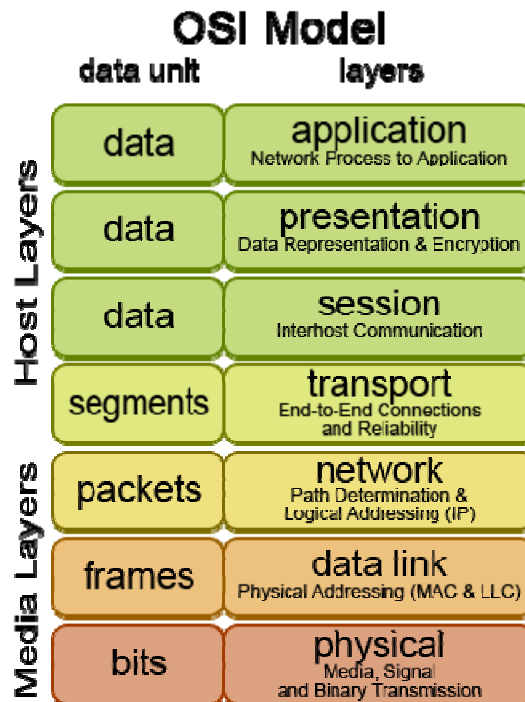 OSI Model
data unit layers
Host Layers
data application
Network Process to Application
data presentation
Data Representation & Encryption
data session
Interhost Communication
segments transport
End-to-End Connections
and Reliability
Media Layers
packets network
Path Determination &
Logical Addressing (IP)
frames data link
Physical Addressing (MAC & LLC)
bits physical
Media, Signal
and Binary Transmission